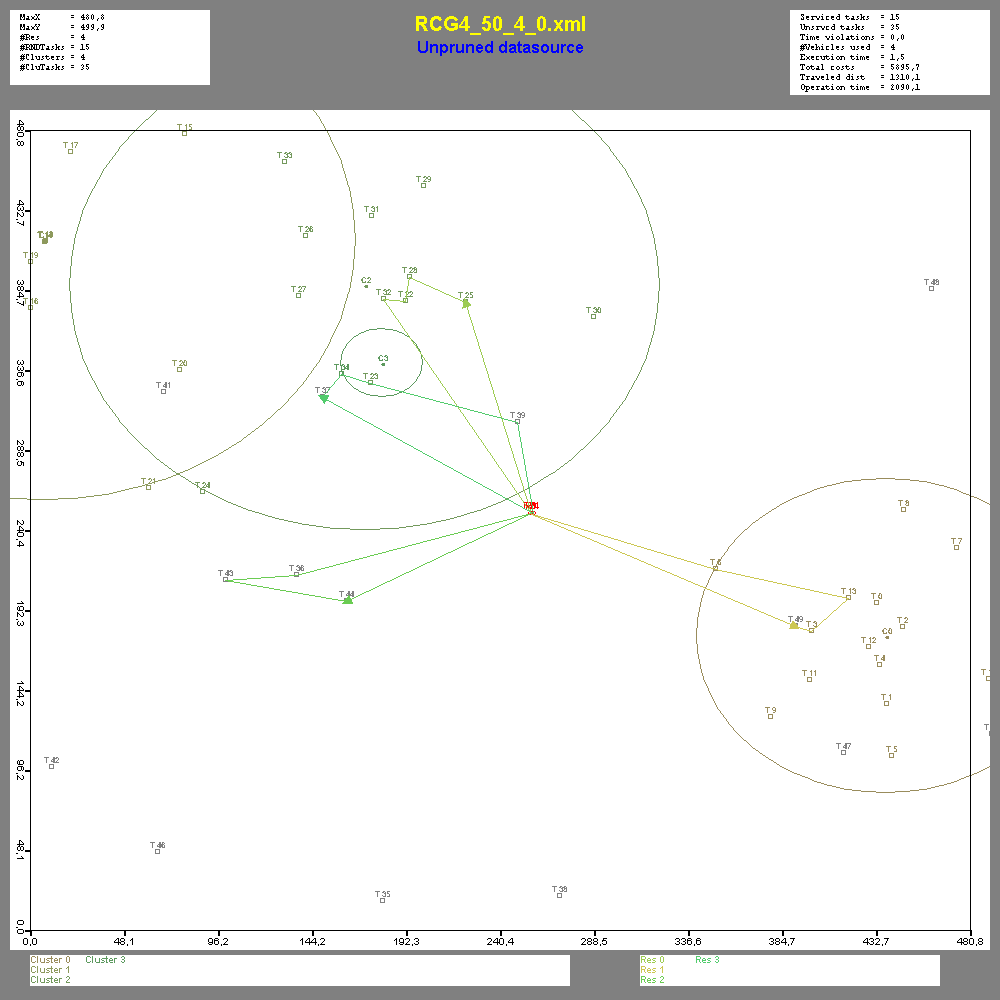 MaxX = 480,8
MaxY = 499,9
#Res = 4
#RNDTasks = 15
#Clusters = 4
#CluTasks = 35
RCG4_50_4_0.xml
Unpruned datasource
Serviced tasks = 15
Unsrvcd tasks = 35
Time violations = 0,0
#Vehicles used = 4
Execution time = 1,5
Total costs = 5895,7
Traveled dist = 1310,1
Operation time = 2090,1
480,8
432,7
384,7
336,6
288,5
240,4
192,3
144,2
96,2
48,1
0,0
T 15
T 17
T 33
T 29
T 31
T 26
T 19
T 28
C2
T 48
T 27
T 32
T 22
T 25
T 16
T 30
C3
T 20
T 34
T 23
T 41
T 37
T 39
T 21
T 24
T 8
T 7
T 6
T 36
T 43
T 44
T 13
T 0
T 49
T 3
T 2
C0
T 12
T 4
T 11
T 1
T 9
T 47
T 5
T 42
T 46
T 35
T 38
0,0 48,1 96,2 144,2 192,3 240,4 288,5 336,6 384,7 432,7 480,8
Cluster 0 Cluster 3
Cluster 1
Cluster 2
Res 0 Res 3
Res 1
Res 2